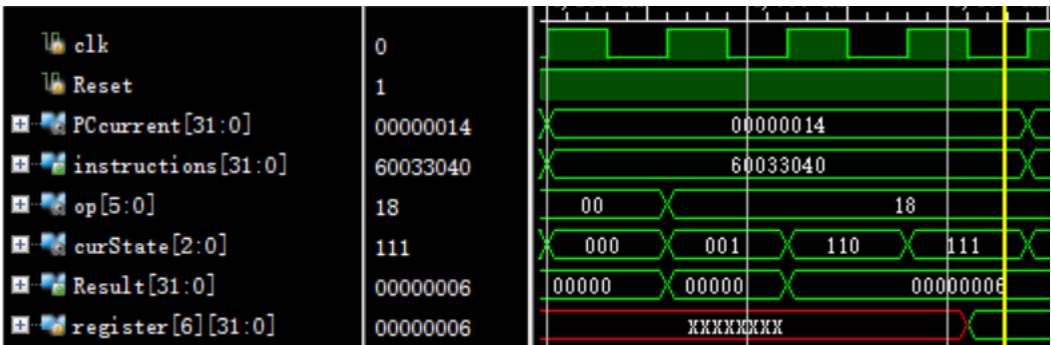 clk 0
Reset 1
PCcurrent[31:0] 00000014 00000014
instructions[31:0] 60033040 60033040
op[5:0] 18 00 18
curState[2:0] 111 000 001 110 111
Result[31:0] 00000006 00000 00000 00000006
register[6][31:0] 00000006 XXXXXXXX